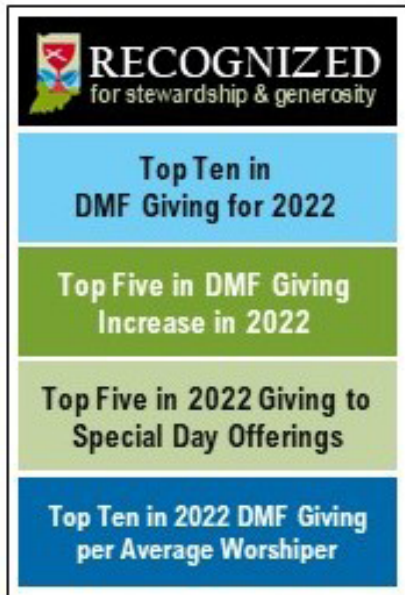 RECOGNIZED
for stewardship & generosity
Top Ten in
DMF Giving for 2022
Top Five in DMF Giving
Increase in 2022
Top Five in 2022 Giving to
Special Day Offerings
Top Ten in 2022 DMF Giving
per Average Worshiper